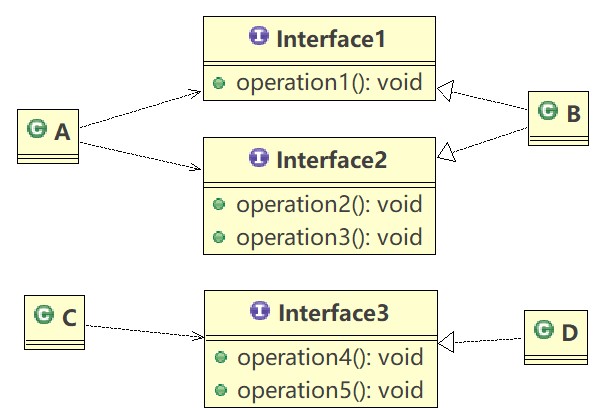 I Interface1
operation1(): void
C A
C B
I Interface2
operation2(): void
operation3(): void
C C
I Interface3
operation4(): void
operation5(): void
C D